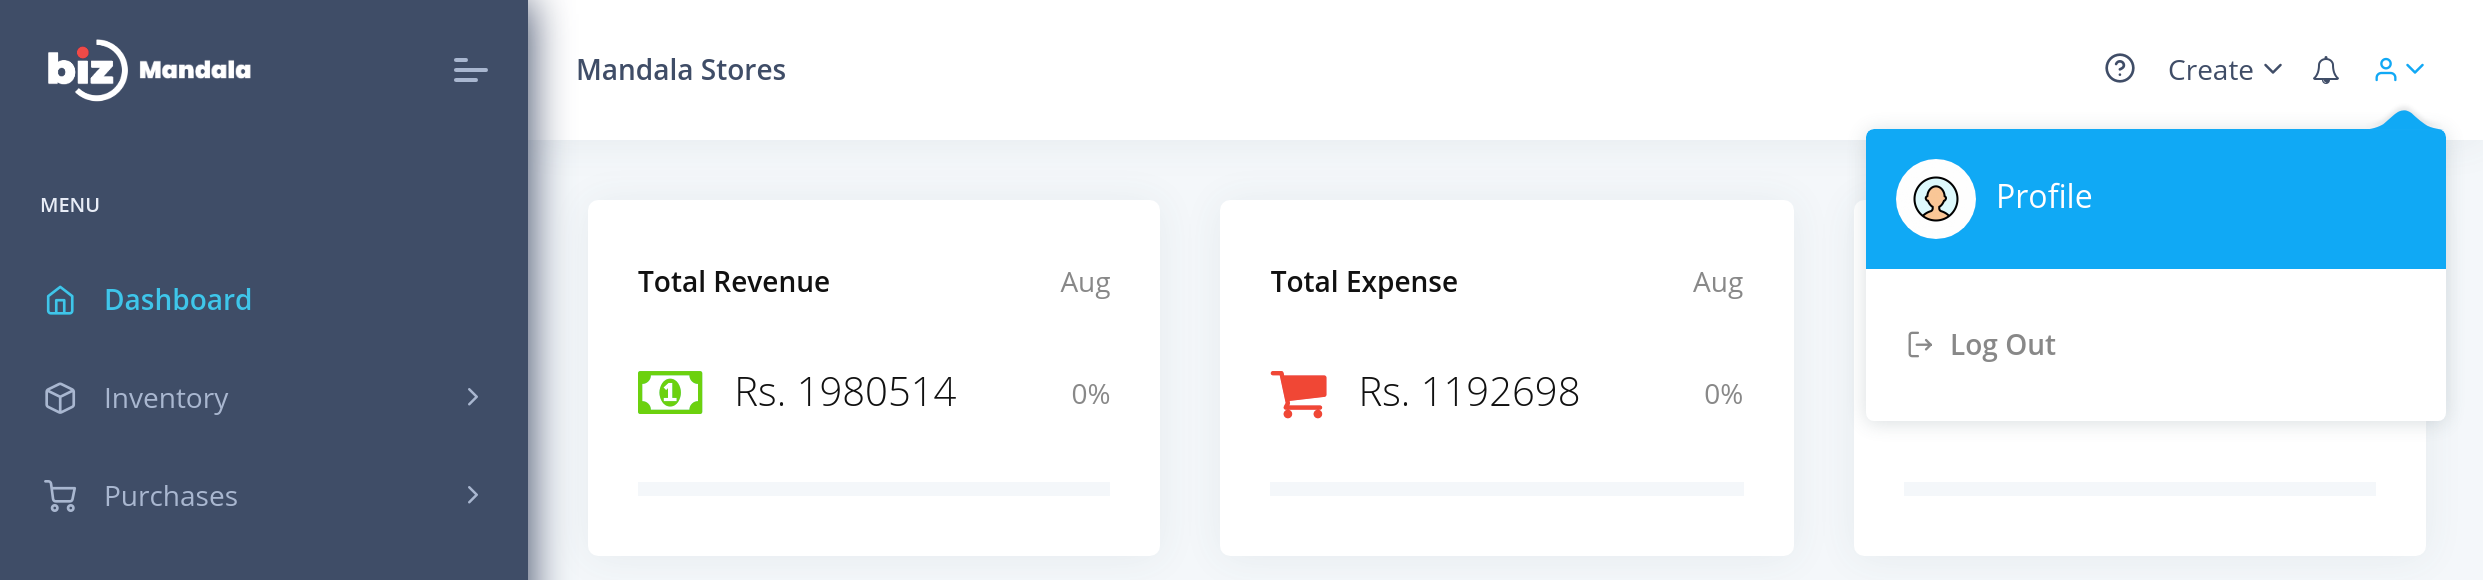 biz Mandala
Mandala Stores
Create
MENU
Dashboard
Inventory
Purchases
Total Revenue
Aug
Rs. 1980514
0%
Total Expense
Aug
Rs. 1192698
0%
Profile
Log Out